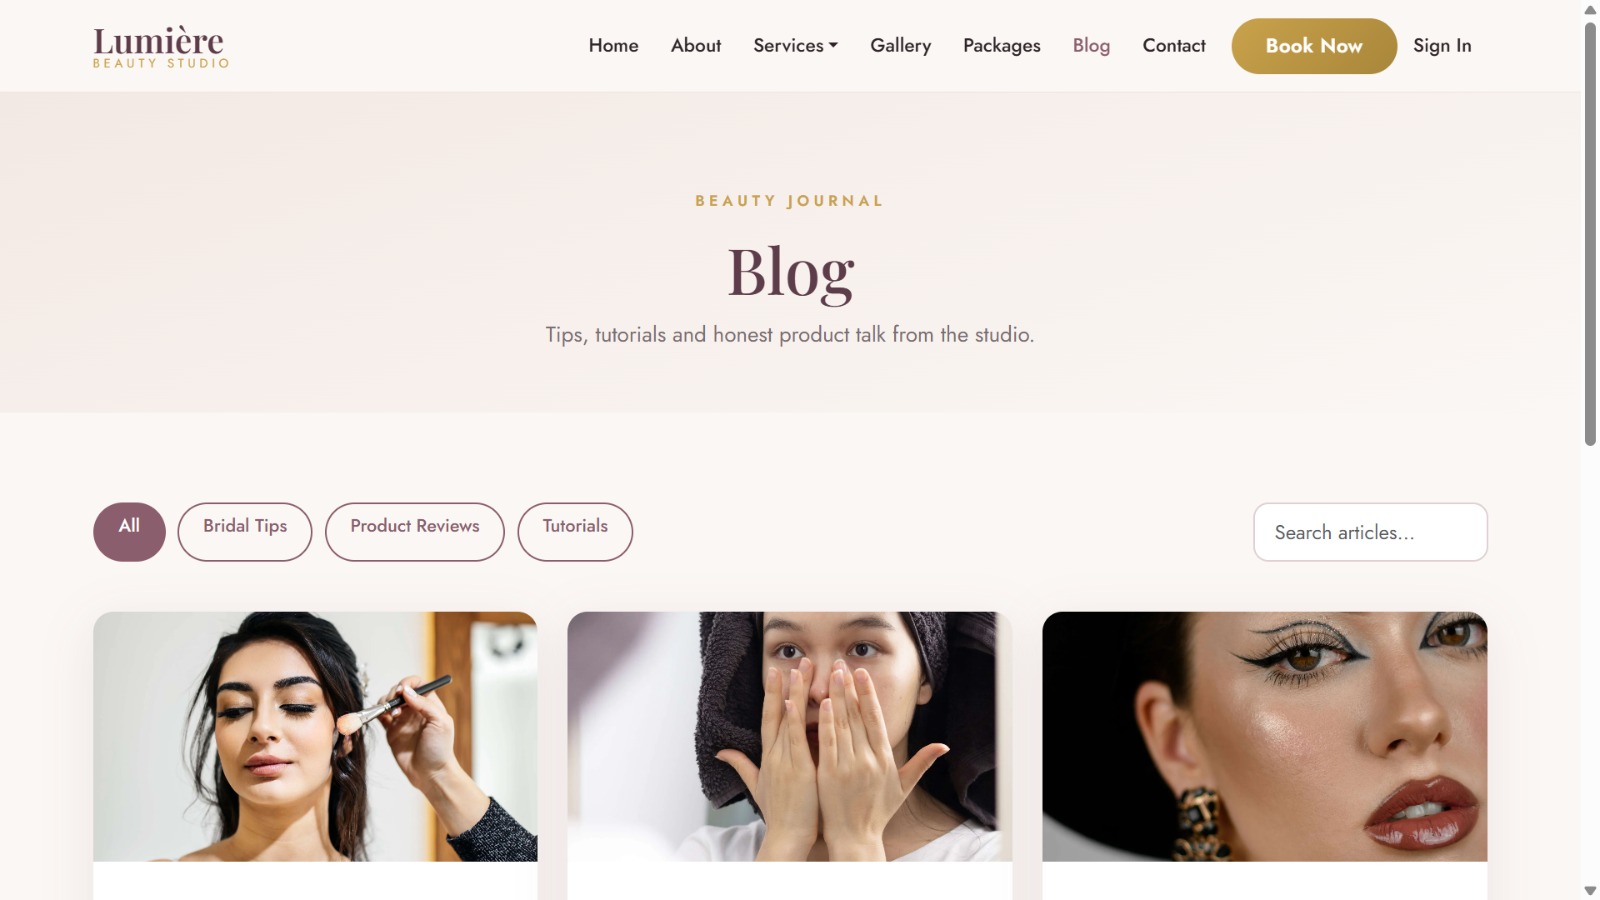 Lumière
BEAUTY STUDIO
Home About Services Gallery Packages Blog Contact Book Now Sign In
BEAUTY JOURNAL
Blog
Tips, tutorials and honest product talk from the studio.
All Bridal Tips Product Reviews Tutorials Search articles...